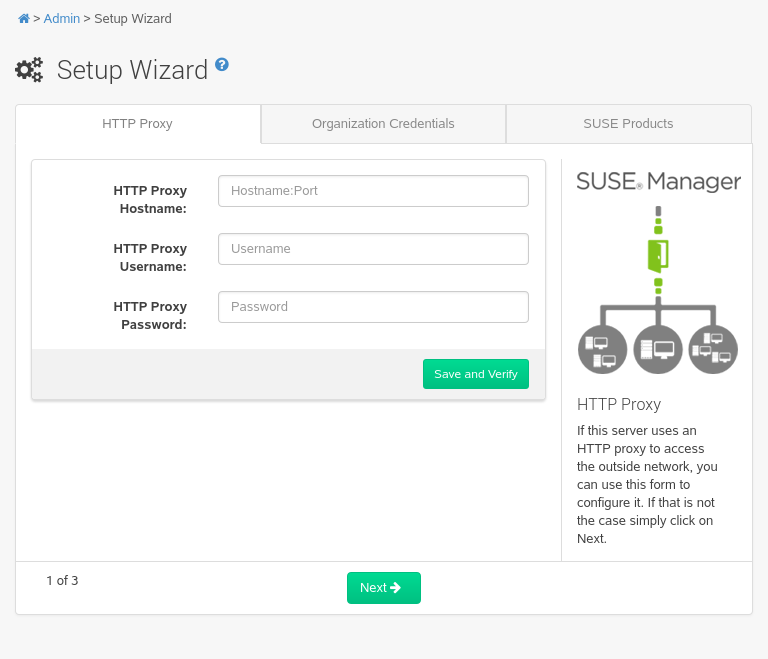 > Admin > Setup Wizard
Setup Wizard ?
HTTP Proxy
Organization Credentials
SUSE Products
HTTP Proxy
Hostname:
Hostname:Port
HTTP Proxy
Username:
Username
HTTP Proxy
Password:
Password
Save and Verify
SUSE® Manager
HTTP Proxy
If this server uses an
HTTP proxy to access
the outside network, you
can use this form to
configure it. If that is not
the case simply click on
Next.
1 of 3
Next